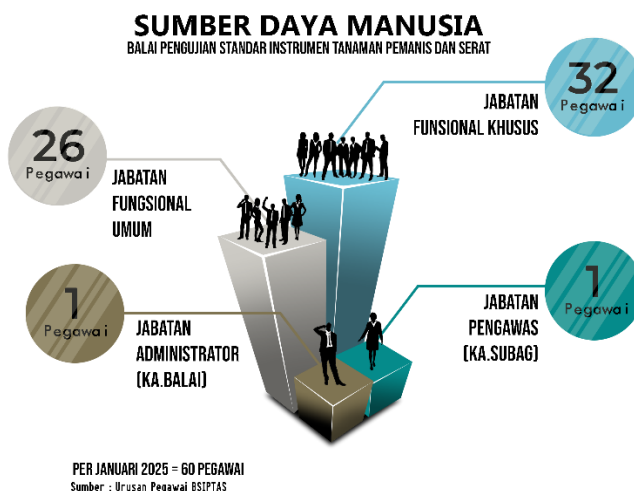 SUMBER DAYA MANUSIA
BALAI PENGUJIAN STANDAR INSTRUMEN TANAMAN PEMANIS DAN SERAT
32
Pegawai
JABATAN
FUNSIONAL KHUSUS
26
Pegawai
JABATAN
FUNGSIONAL
UMUM
1
Pegawai
JABATAN
ADMINISTRATOR
(KA.BALAI)
1
Pegawai
JABATAN
PENGAWAS
(KA.SUBAG)
PER JANUARI 2025 = 60 PEGAWAI
Sumber : Urusan Pegawai BSIPTAS